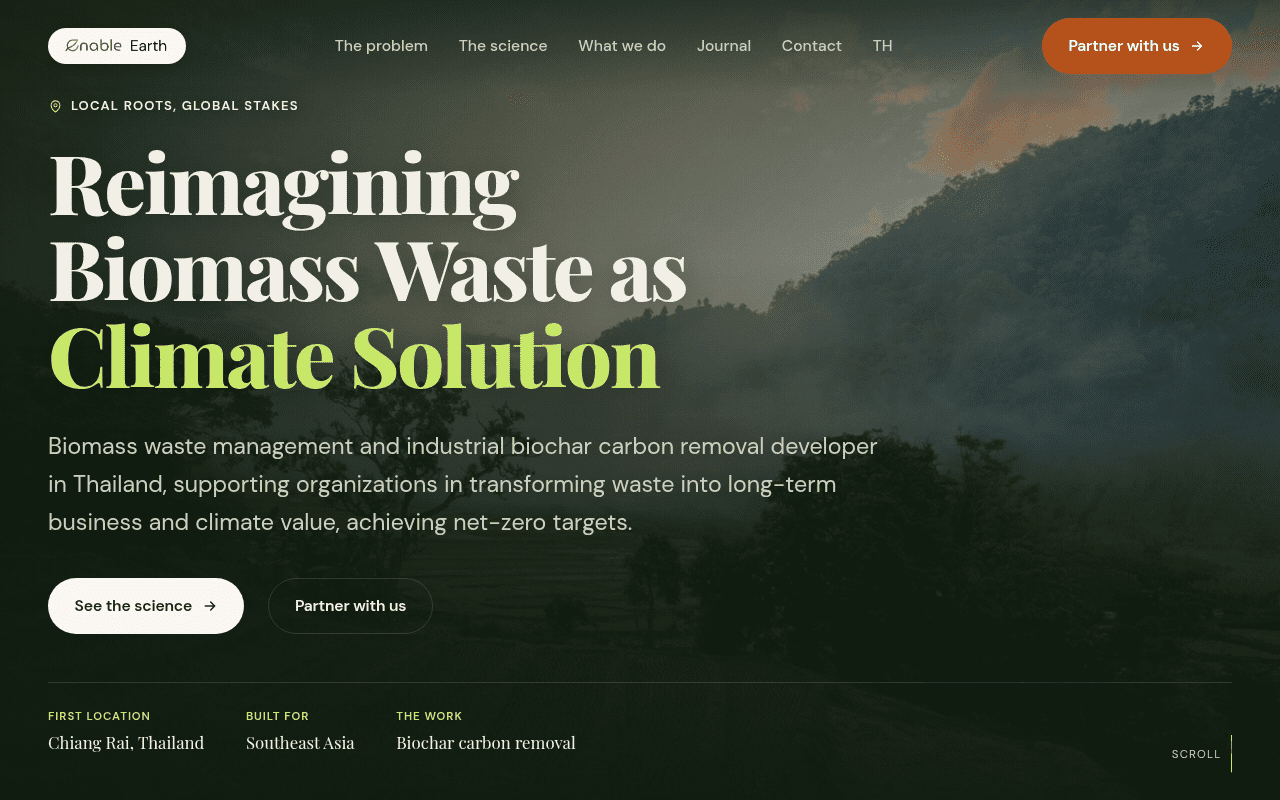 Enable Earth
The problem
The science
What we do
Journal
Contact
TH
Partner with us →
LOCAL ROOTS, GLOBAL STAKES
Reimagining
Biomass Waste as
Climate Solution
Biomass waste management and industrial biochar carbon removal developer
in Thailand, supporting organizations in transforming waste into long-term
business and climate value, achieving net-zero targets.
See the science →
Partner with us
FIRST LOCATION
Chiang Rai, Thailand
BUILT FOR
Southeast Asia
THE WORK
Biochar carbon removal
SCROLL